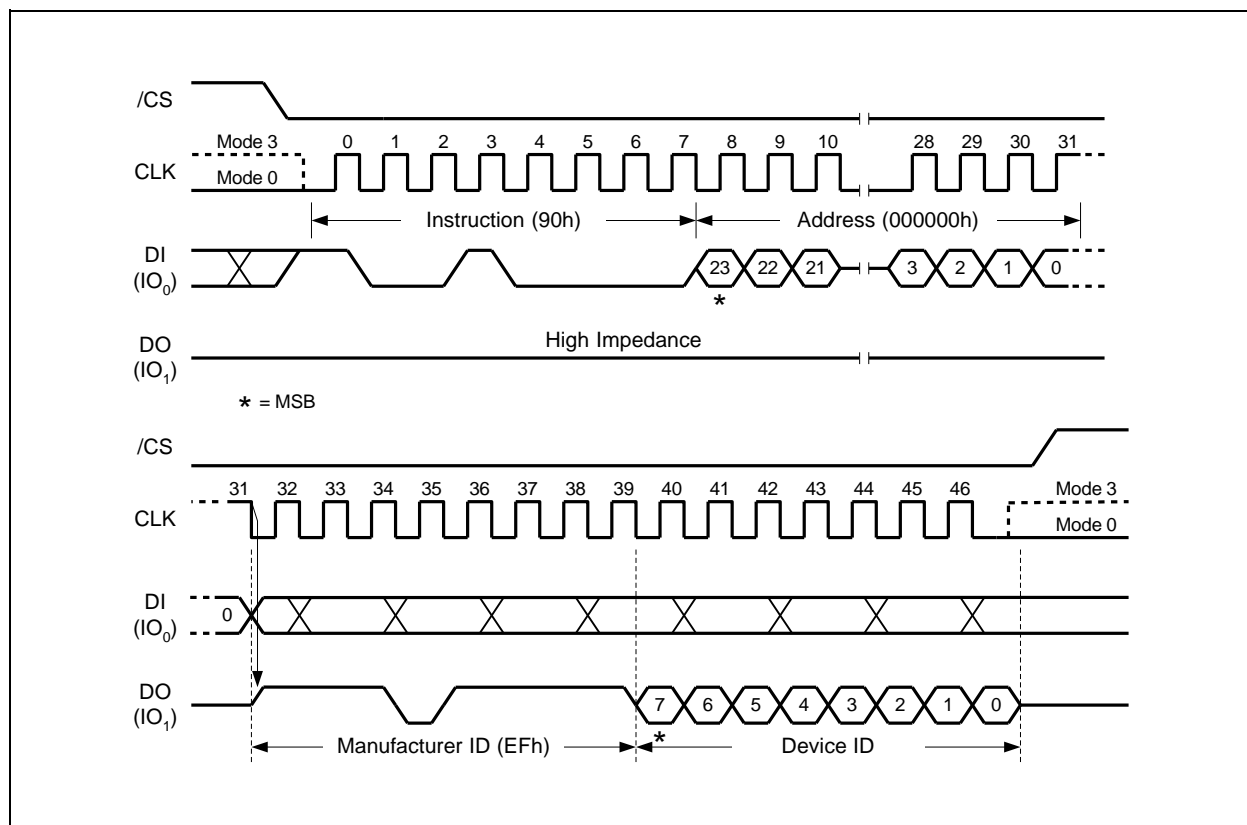 /CS
Mode 3 0 1 2 3 4 5 6 7 8 9 10 28 29 30 31
CLK
Mode 0
Instruction (90h) Address (000000h)
DI
(IO0) 23 22 21 3 2 1 0
*
High Impedance
DO
(IO1)
* = MSB
/CS
31 32 33 34 35 36 37 38 39 40 41 42 43 44 45 46 Mode 3
CLK
Mode 0
DI
(IO0) 0
DO
(IO1) 7 6 5 4 3 2 1 0
*
Manufacturer ID (EFh) Device ID